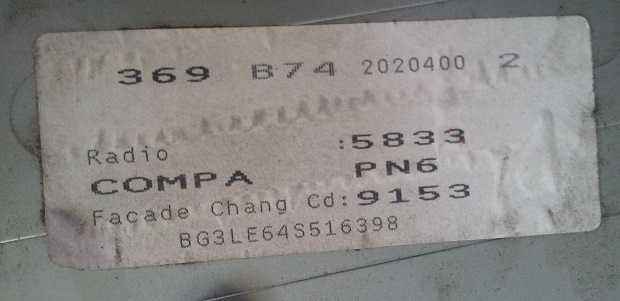 369 B74 2020400 2
Radio :5833
COMPA PN6
Facade Chang Cd:9153
BG3LE64S516398